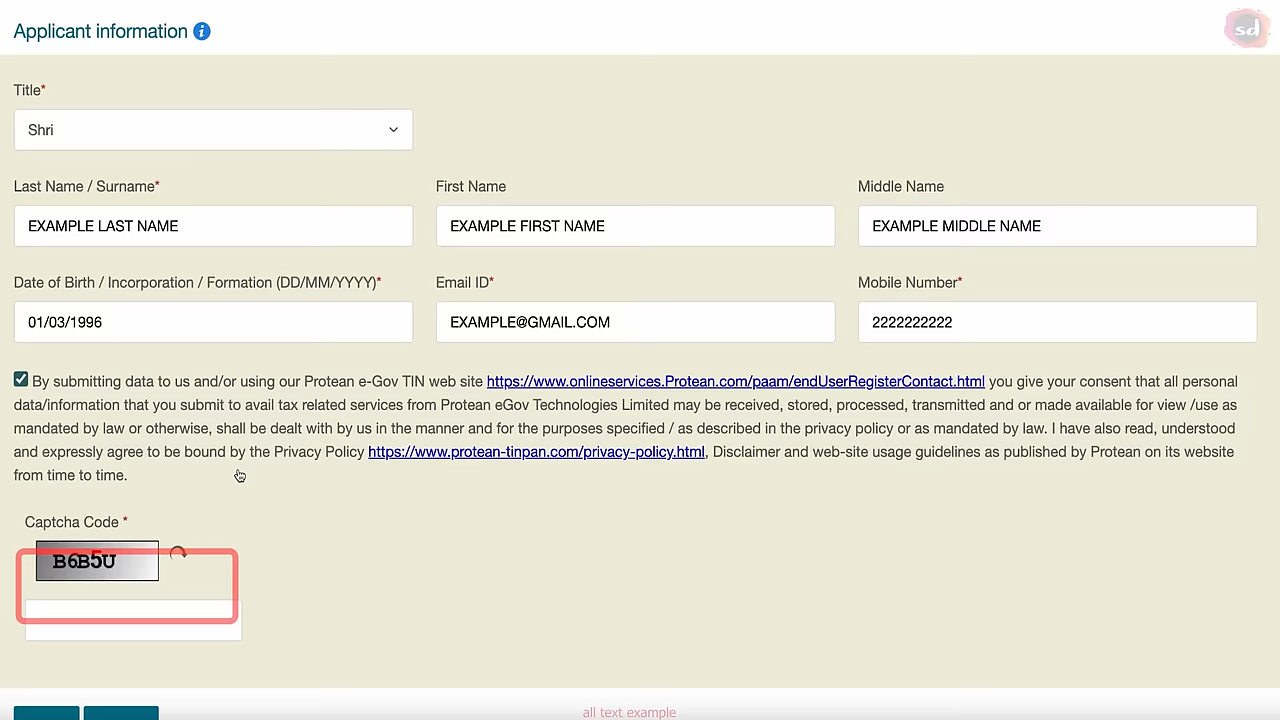 Applicant information
sd
Title*
Shri
Last Name / Surname*
First Name
Middle Name
EXAMPLE LAST NAME
EXAMPLE FIRST NAME
EXAMPLE MIDDLE NAME
Date of Birth / Incorporation / Formation (DD/MM/YYYY)*
Email ID*
Mobile Number*
01/03/1996
EXAMPLE@GMAIL.COM
2222222222
By submitting data to us and/or using our Protean e-Gov TIN web site https://www.onlineservices.Protean.com/paam/endUserRegisterContact.html you give your consent that all personal
data/information that you submit to avail tax related services from Protean eGov Technologies Limited may be received, stored, processed, transmitted and or made available for view /use as
mandated by law or otherwise, shall be dealt with by us in the manner and for the purposes specified / as described in the privacy policy or as mandated by law. I have also read, understood
and expressly agree to be bound by the Privacy Policy https://www.protean-tinpan.com/privacy-policy.html, Disclaimer and web-site usage guidelines as published by Protean on its website
from time to time.
Captcha Code *
B6B5U
all text example